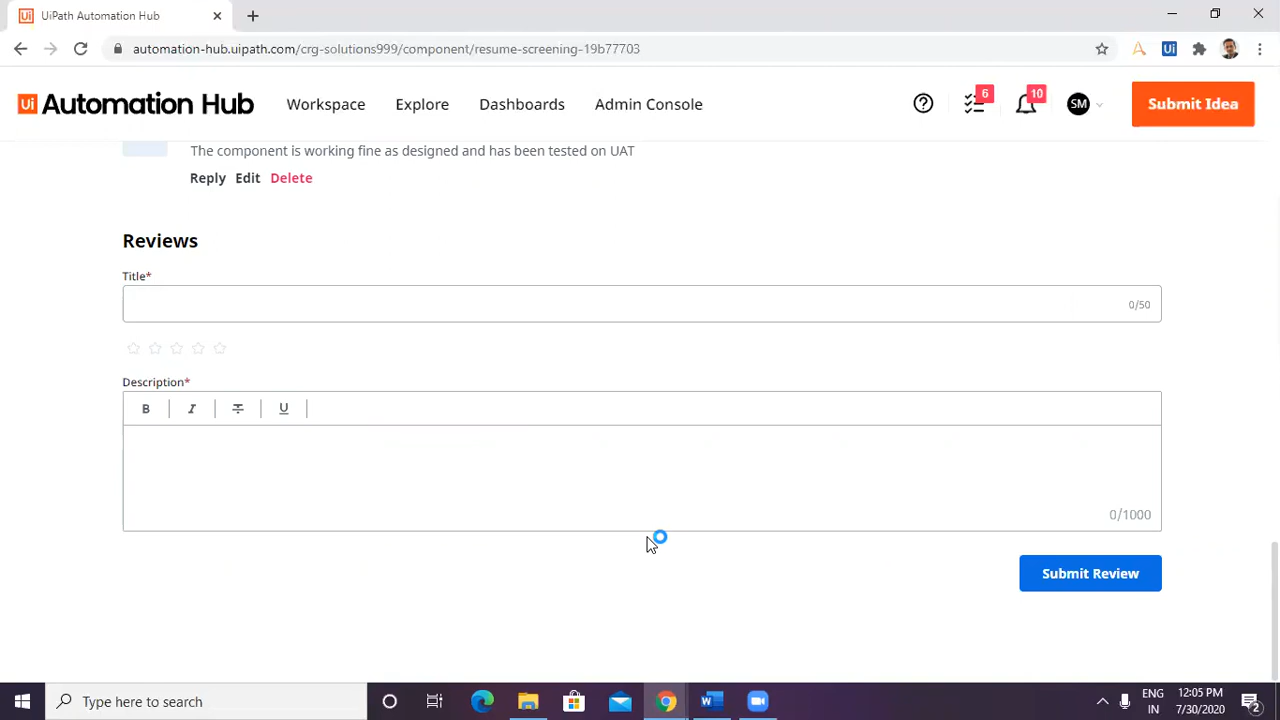 Ui UiPath Automation Hub
automation-hub.uipath.com/crg-solutions999/component/resume-screening-19b77703
Ui
Ui Automation Hub Workspace Explore Dashboards Admin Console 6 10 SM Submit Idea
The component is working fine as designed and has been tested on UAT
Reply Edit Delete
Reviews
Title*
0/50
Description*
B I T U
0/1000
Submit Review
Type here to search
ENG 12:05 PM
IN 7/30/2020 2